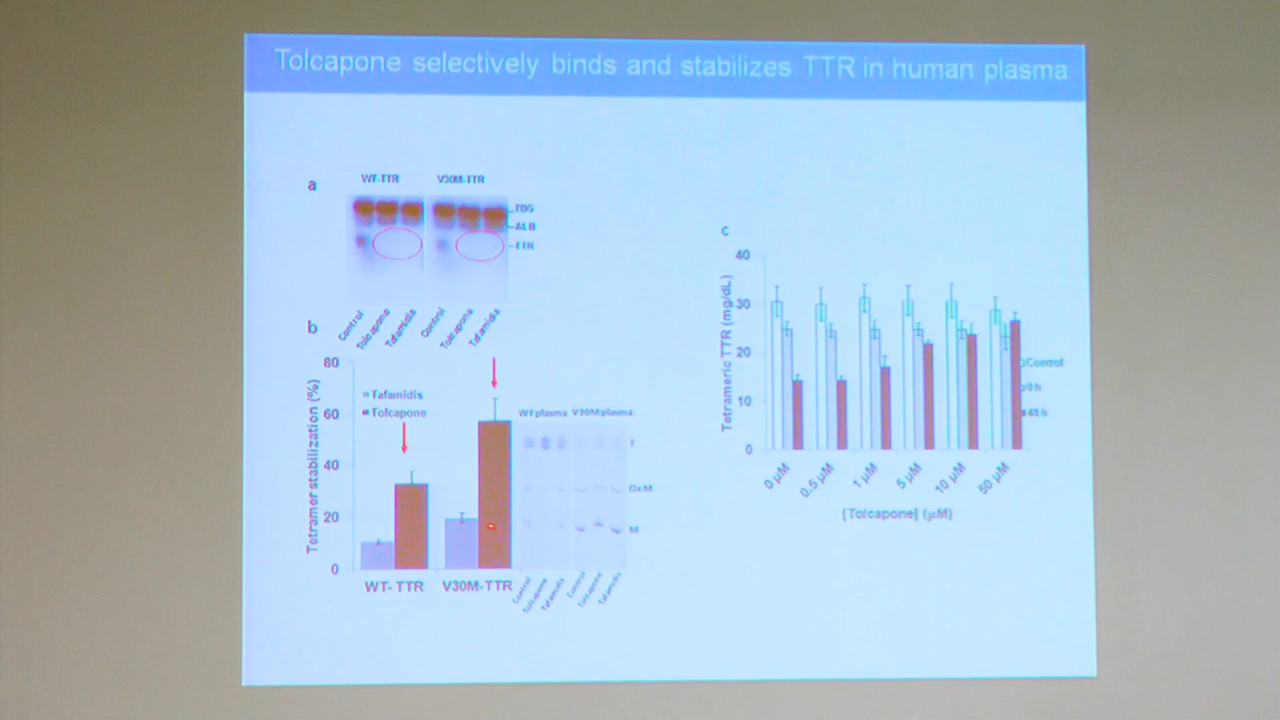 Tolcapone selectively binds and stabilizes TTR in human plasma
a
WT-TTR V30M-TTR
TBG
ALB
TTR
Control Tolcapone Tafamidis Control Tolcapone Tafamidis
b
Tetramer stabilization (%)
80
60
40
20
0
Tafamidis
Tolcapone
WT- TTR V30M-TTR
WT plasma V30M plasma
T
Ox M
M
Control Tolcapone Tafamidis Control Tolcapone Tafamidis
c
Tetrameric TTR (mg/dL)
40
30
20
10
0
Control
0 h
48 h
0 µM 0.5 µM 1 µM 5 µM 10 µM 50 µM
[Tolcapone] (µM)